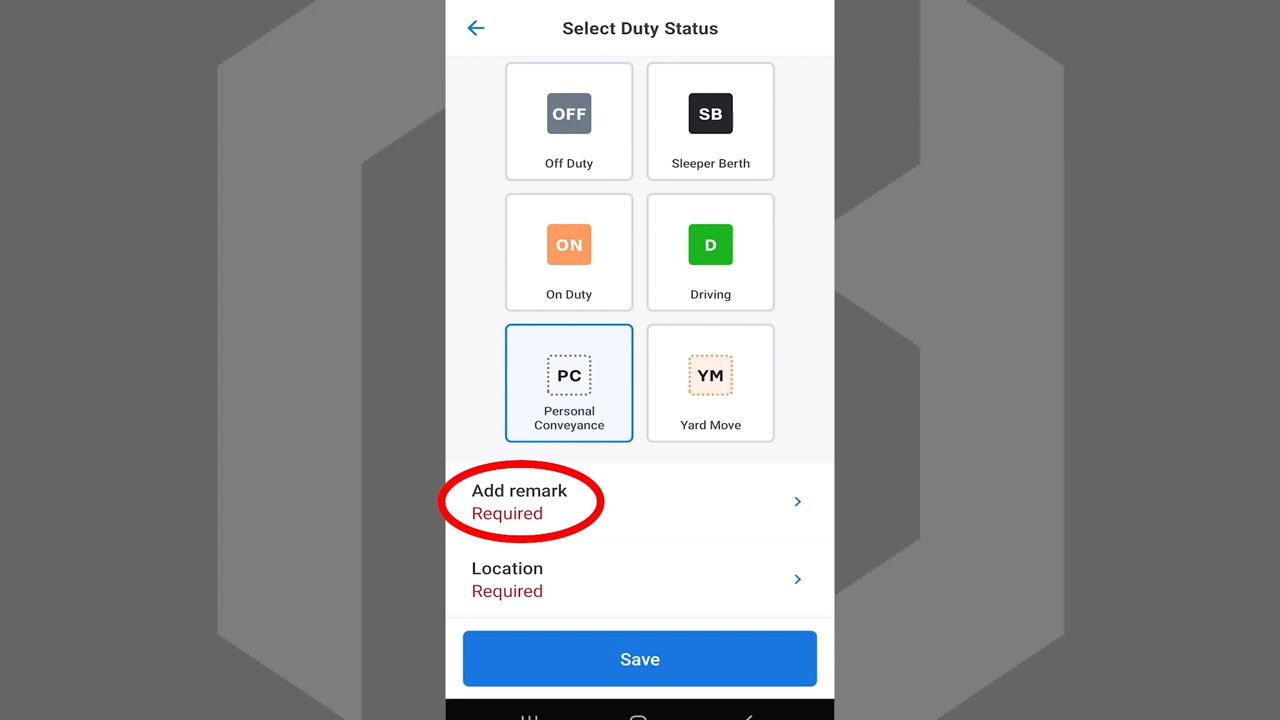 Select Duty Status
OFF
Off Duty
SB
Sleeper Berth
ON
On Duty
D
Driving
PC
Personal
Conveyance
YM
Yard Move
Add remark
Required
Location
Required
Save